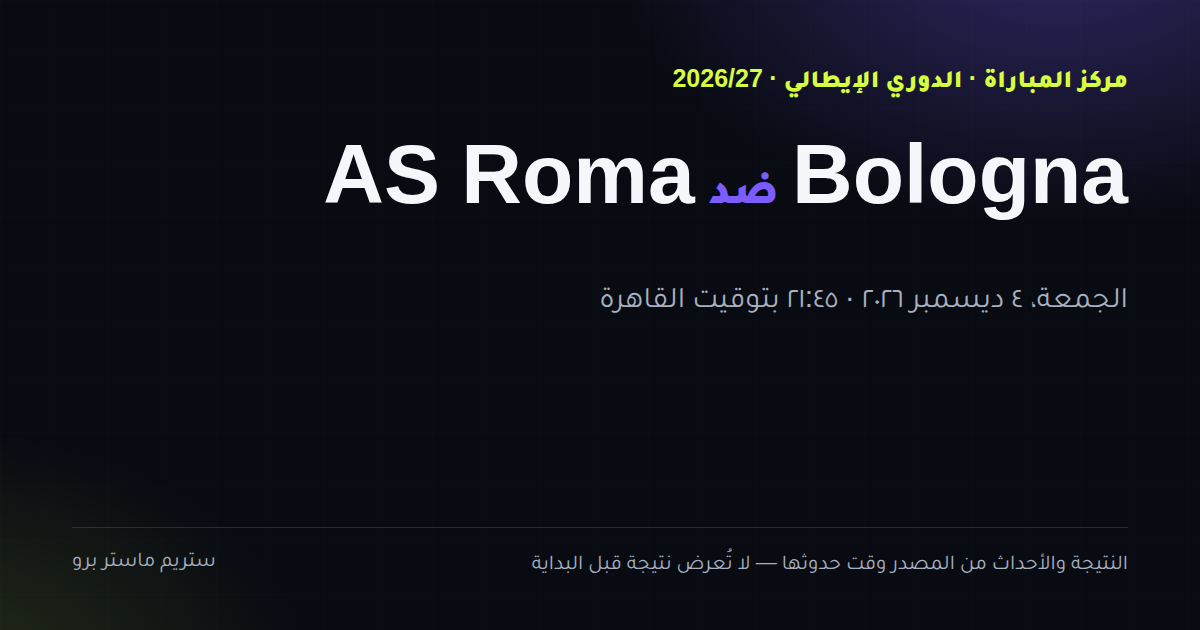 مركز المباراة · الدوري الإيطالي · 2026/27
Bologna ضد AS Roma
الجمعة، ٤ ديسمبر ٢٠٢٦ · ٢١:٤٥ بتوقيت القاهرة
النتيجة والأحداث من المصدر وقت حدوثها — لا تُعرض نتيجة قبل البداية
ستريم ماستر برو